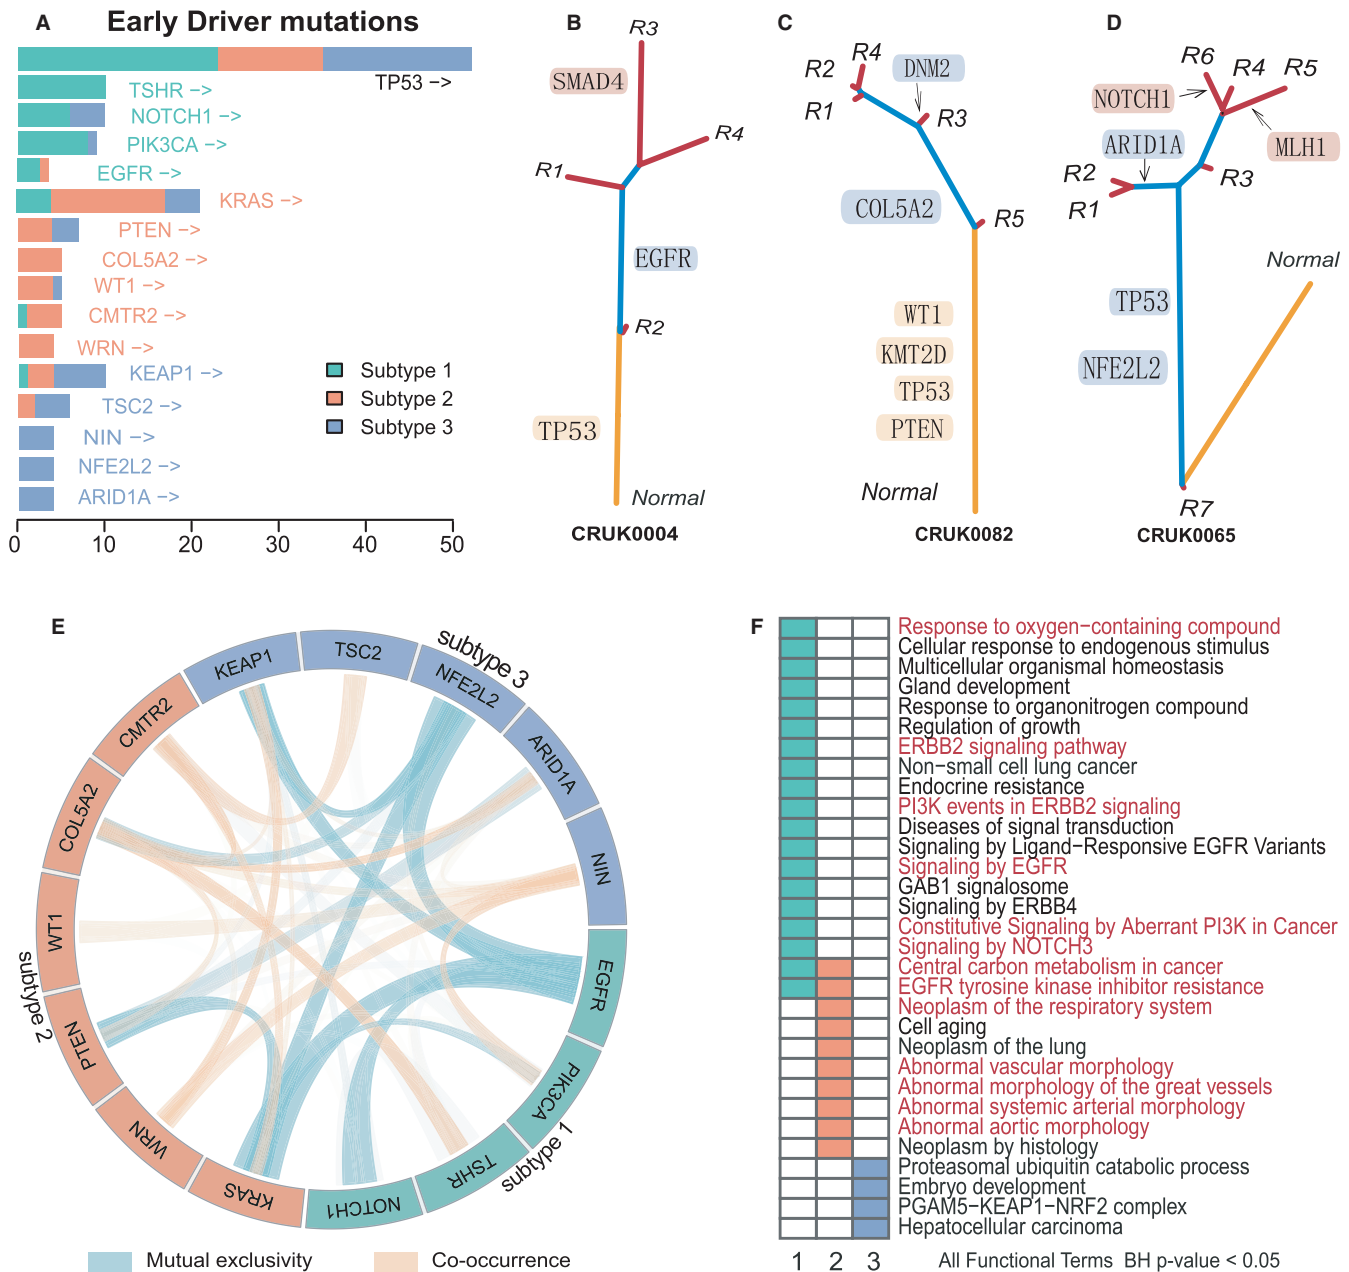 A
Early Driver mutations
TP53 −>
TSHR −>
NOTCH1 −>
PIK3CA −>
EGFR −>
KRAS −>
PTEN −>
COL5A2 −>
WT1 −>
CMTR2 −>
WRN −>
KEAP1 −>
TSC2 −>
NIN −>
NFE2L2 −>
ARID1A −>
Subtype 1
Subtype 2
Subtype 3
0 10 20 30 40 50
B
R3
SMAD4
R4
R1
EGFR
R2
TP53
Normal
CRUK0004
C
R4
R2
DNM2
R1
R3
COL5A2
R5
WT1
KMT2D
TP53
PTEN
Normal
CRUK0082
D
R6
R4
R5
NOTCH1
ARID1A
MLH1
R2
R3
R1
Normal
TP53
NFE2L2
R7
CRUK0065
E
subtype 3
KEAP1
TSC2
NFE2L2
ARID1A
NIN
EGFR
PIK3CA
subtype 1
TSHR
NOTCH1
KRAS
WRN
PTEN
subtype 2
WT1
COL5A2
CMTR2
Mutual exclusivity
Co-occurrence
F
Response to oxygen−containing compound
Cellular response to endogenous stimulus
Multicellular organismal homeostasis
Gland development
Response to organonitrogen compound
Regulation of growth
ERBB2 signaling pathway
Non−small cell lung cancer
Endocrine resistance
PI3K events in ERBB2 signaling
Diseases of signal transduction
Signaling by Ligand−Responsive EGFR Variants
Signaling by EGFR
GAB1 signalosome
Signaling by ERBB4
Constitutive Signaling by Aberrant PI3K in Cancer
Signaling by NOTCH3
Central carbon metabolism in cancer
EGFR tyrosine kinase inhibitor resistance
Neoplasm of the respiratory system
Cell aging
Neoplasm of the lung
Abnormal vascular morphology
Abnormal morphology of the great vessels
Abnormal systemic arterial morphology
Abnormal aortic morphology
Neoplasm by histology
Proteasomal ubiquitin catabolic process
Embryo development
PGAM5−KEAP1−NRF2 complex
Hepatocellular carcinoma
1 2 3
All Functional Terms BH p-value < 0.05